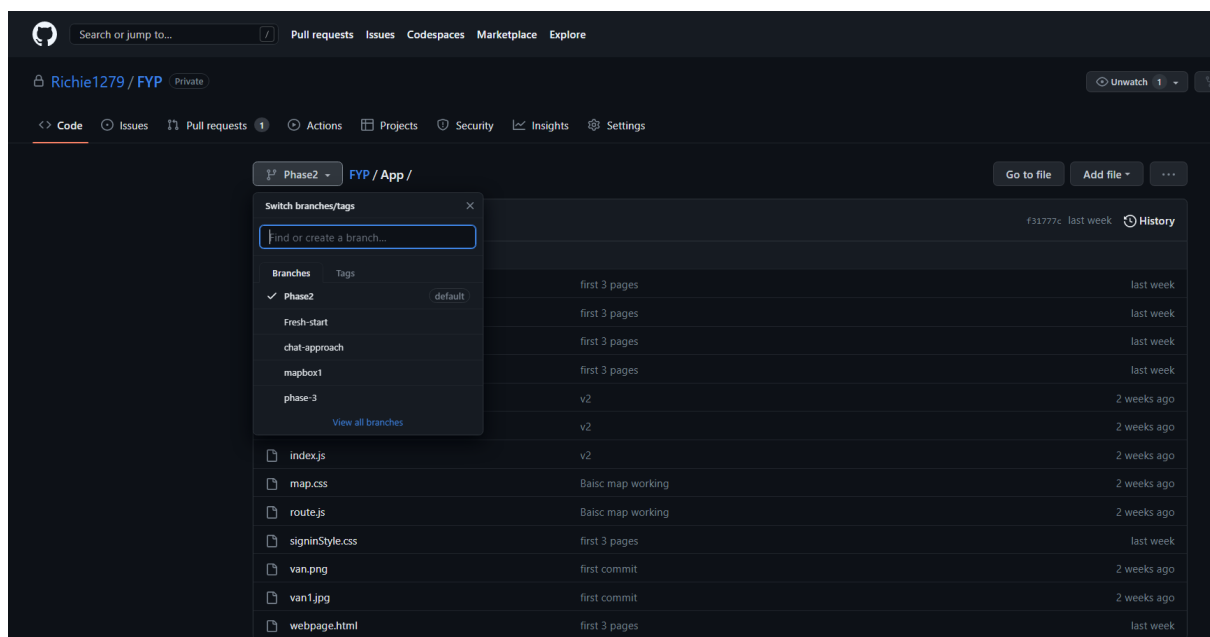 Search or jump to... /
Pull requests Issues Codespaces Marketplace Explore
Richie1279 / FYP Private
Unwatch 1
Code Issues Pull requests 1 Actions Projects Security Insights Settings
Phase2 FYP / App /
Go to file Add file ...
Switch branches/tags
f31777c last week History
Find or create a branch...
Branches Tags
first 3 pages last week
Phase2 default
first 3 pages last week
Fresh-start
first 3 pages last week
chat-approach
first 3 pages last week
mapbox1
phase-3
v2 2 weeks ago
View all branches
v2 2 weeks ago
index.js v2 2 weeks ago
map.css Baisc map working 2 weeks ago
route.js Baisc map working 2 weeks ago
signinStyle.css first 3 pages last week
van.png first commit 2 weeks ago
van1.jpg first commit 2 weeks ago
webpage.html first 3 pages last week